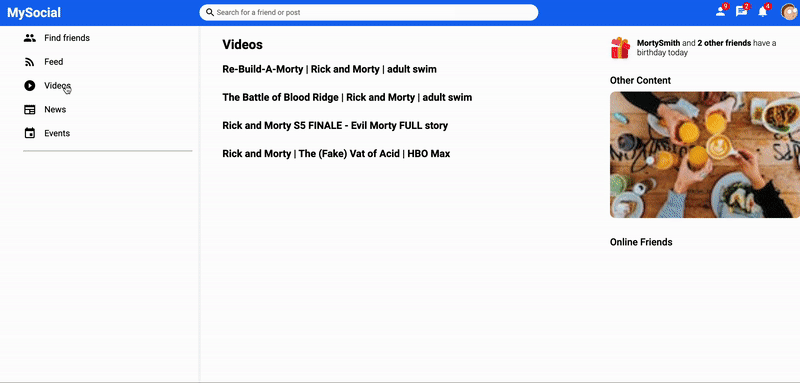 MySocial
Search for a friend or post
9
2
4
Find friends
Feed
Videos
News
Events
Videos
Re-Build-A-Morty | Rick and Morty | adult swim
The Battle of Blood Ridge | Rick and Morty | adult swim
Rick and Morty S5 FINALE - Evil Morty FULL story
Rick and Morty | The (Fake) Vat of Acid | HBO Max
MortySmith and 2 other friends have a
birthday today
Other Content
Online Friends